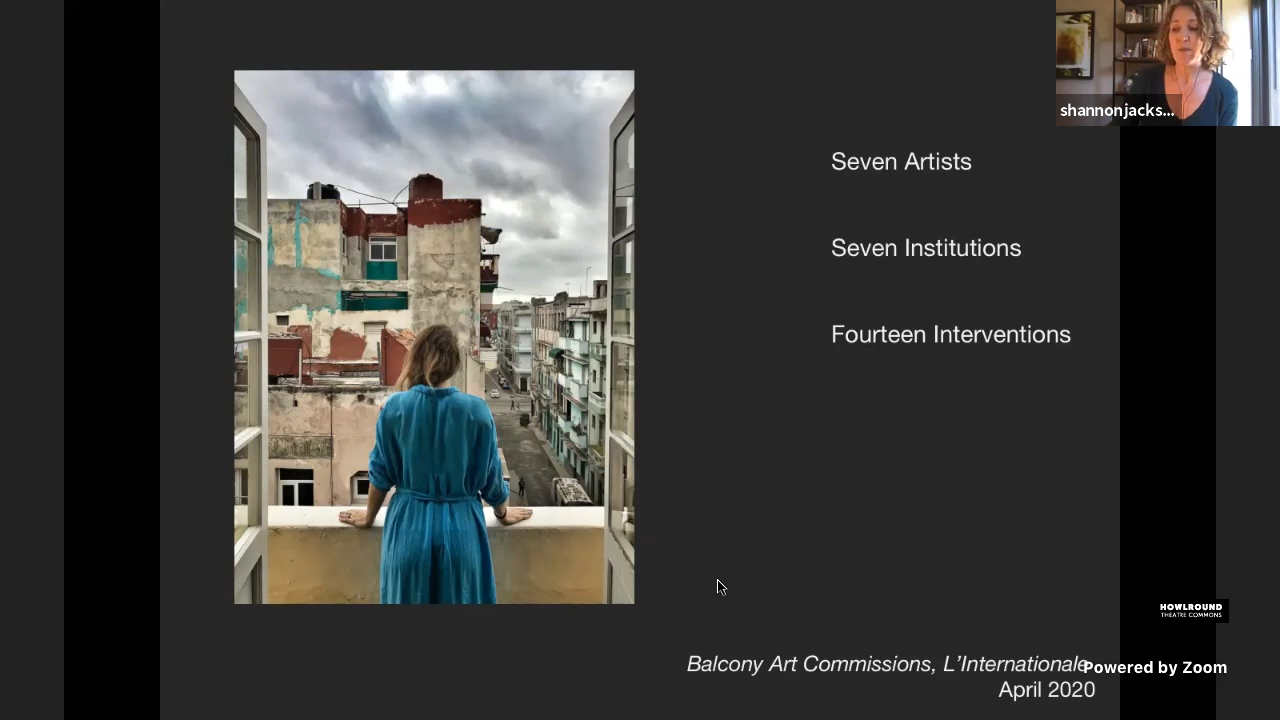 shannonjacks...
Seven Artists
Seven Institutions
Fourteen Interventions
HOWLROUND
THEATRE COMMONS
Balcony Art Commissions, L'Internationale
Powered by Zoom
April 2020